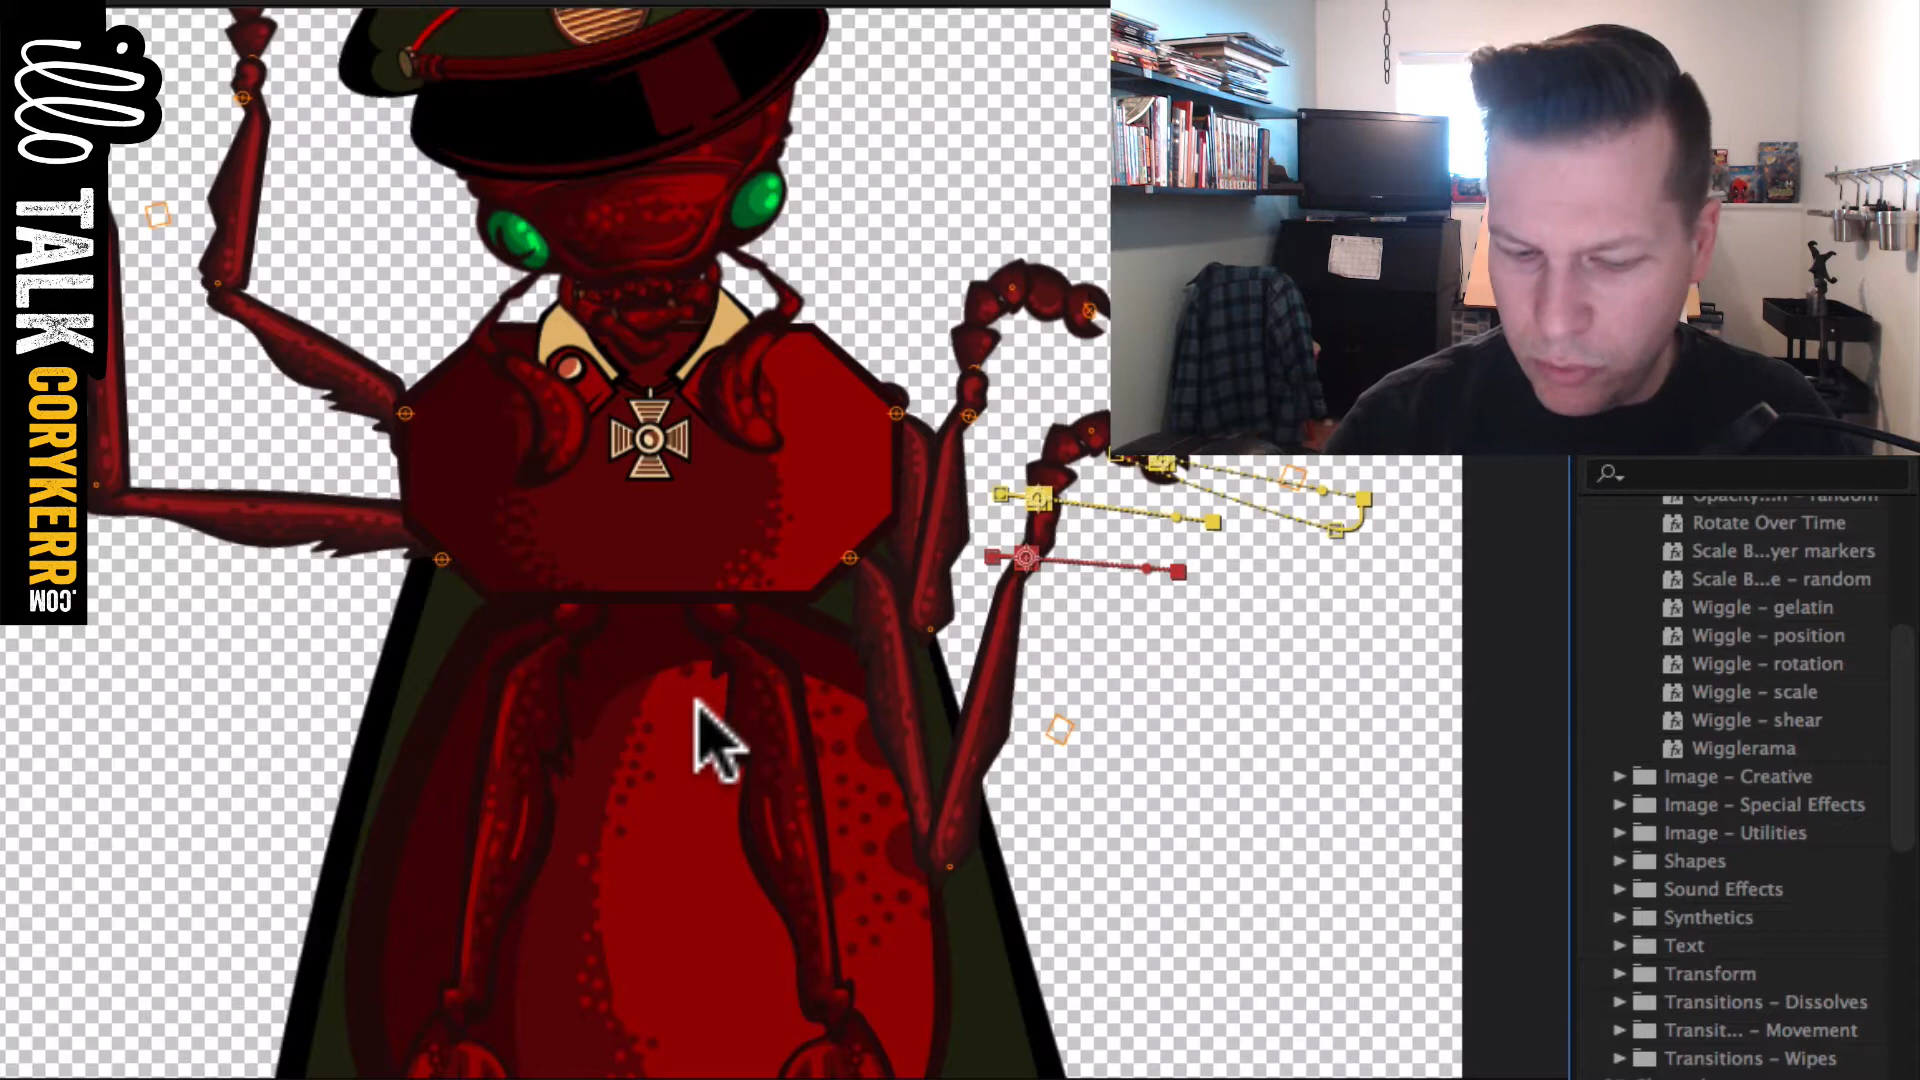 illo TALK CORYKERR.COM
Opacity...n – random
Rotate Over Time
Scale B...yer markers
Scale B...e – random
Wiggle – gelatin
Wiggle – position
Wiggle – rotation
Wiggle – scale
Wiggle – shear
Wigglerama
Image – Creative
Image – Special Effects
Image – Utilities
Shapes
Sound Effects
Synthetics
Text
Transform
Transitions – Dissolves
Transit... – Movement
Transitions – Wipes